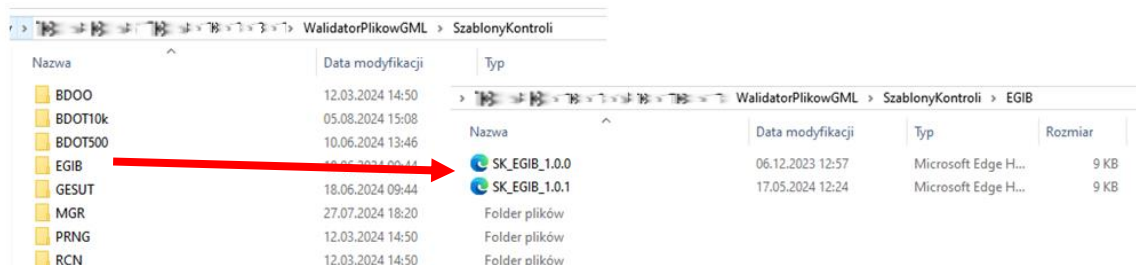 WalidatorPlikowGML > SzablonyKontroli
Nazwa Data modyfikacji Typ
BDOO 12.03.2024 14:50
BDOT10k 05.08.2024 15:08
BDOT500 10.06.2024 13:46
EGIB
GESUT 18.06.2024 09:44
MGR 27.07.2024 18:20
PRNG 12.03.2024 14:50
RCN 12.03.2024 14:50
WalidatorPlikowGML > SzablonyKontroli > EGIB
Nazwa Data modyfikacji Typ Rozmiar
SK_EGIB_1.0.0 06.12.2023 12:57 Microsoft Edge H... 9 KB
SK_EGIB_1.0.1 17.05.2024 12:24 Microsoft Edge H... 9 KB
Folder plików
Folder plików
Folder plików